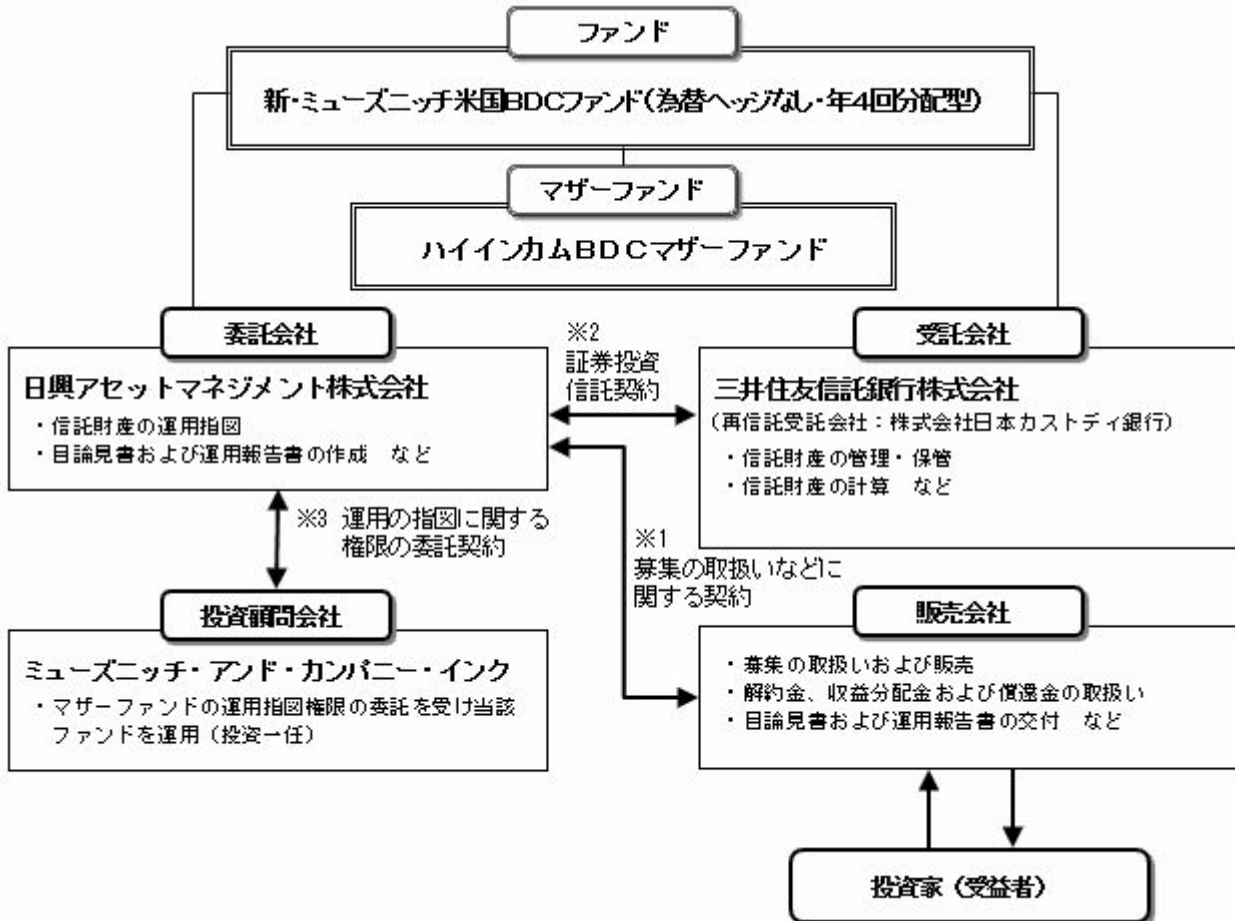 ファンド
新・ミューズニッチ米国BDCファンド(為替ヘッジなし・年4回分配型)
マザーファンド
ハイインカムBDCマザーファンド
委託会社
日興アセットマネジメント株式会社
・信託財産の運用指図
・目論見書および運用報告書の作成 など
※2
証券投資
信託契約
受託会社
三井住友信託銀行株式会社
(再信託受託会社:株式会社日本カストディ銀行)
・信託財産の管理・保管
・信託財産の計算 など
※3 運用の指図に関する
権限の委託契約
※1
募集の取扱いなどに
関する契約
投資顧問会社
ミューズニッチ・アンド・カンパニー・インク
・マザーファンドの運用指図権限の委託を受け当該
ファンドを運用(投資一任)
販売会社
・募集の取扱いおよび販売
・解約金、収益分配金および償還金の取扱い
・目論見書および運用報告書の交付 など
投資家(受益者)